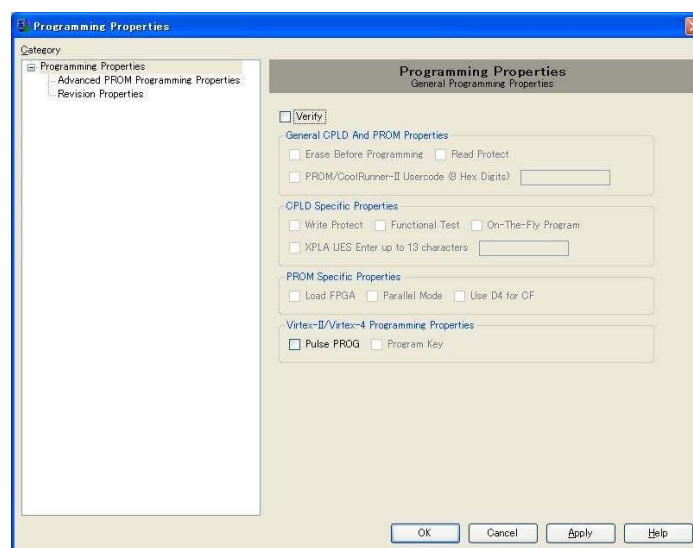 Programming Properties
Category
Programming Properties
Advanced PROM Programming Properties
Revision Properties
Programming Properties
General Programming Properties
Verify
General CPLD And PROM Properties
Erase Before Programming Read Protect
PROM/CoolRunner-II Usercode (8 Hex Digits)
CPLD Specific Properties
Write Protect Functional Test On-The-Fly Program
XPLA UES Enter up to 13 characters
PROM Specific Properties
Load FPGA Parallel Mode Use D4 for CF
Virtex-II/Virtex-4 Programming Properties
Pulse PROG Program Key
OK Cancel Apply Help